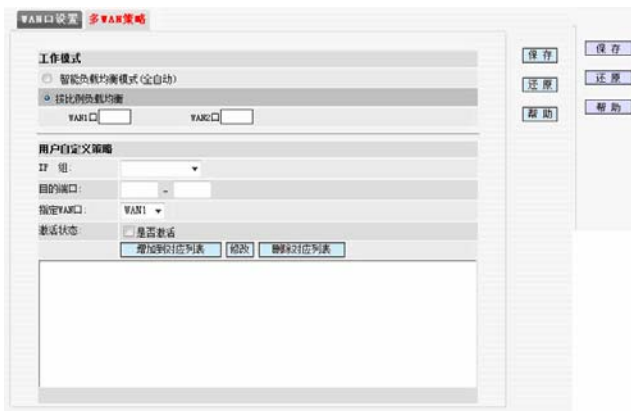 WAN口设置 多WAN策略
工作模式
智能负载均衡模式(全自动)
按比例负载均衡
WAN1口 WAN2口
用户自定义策略
IP 组:
目的端口: -
指定WAN口: WAN1
激活状态: 是否激活
增加到对应列表 修改 删除对应列表
保 存
还 原
帮 助
保 存
还 原
帮 助